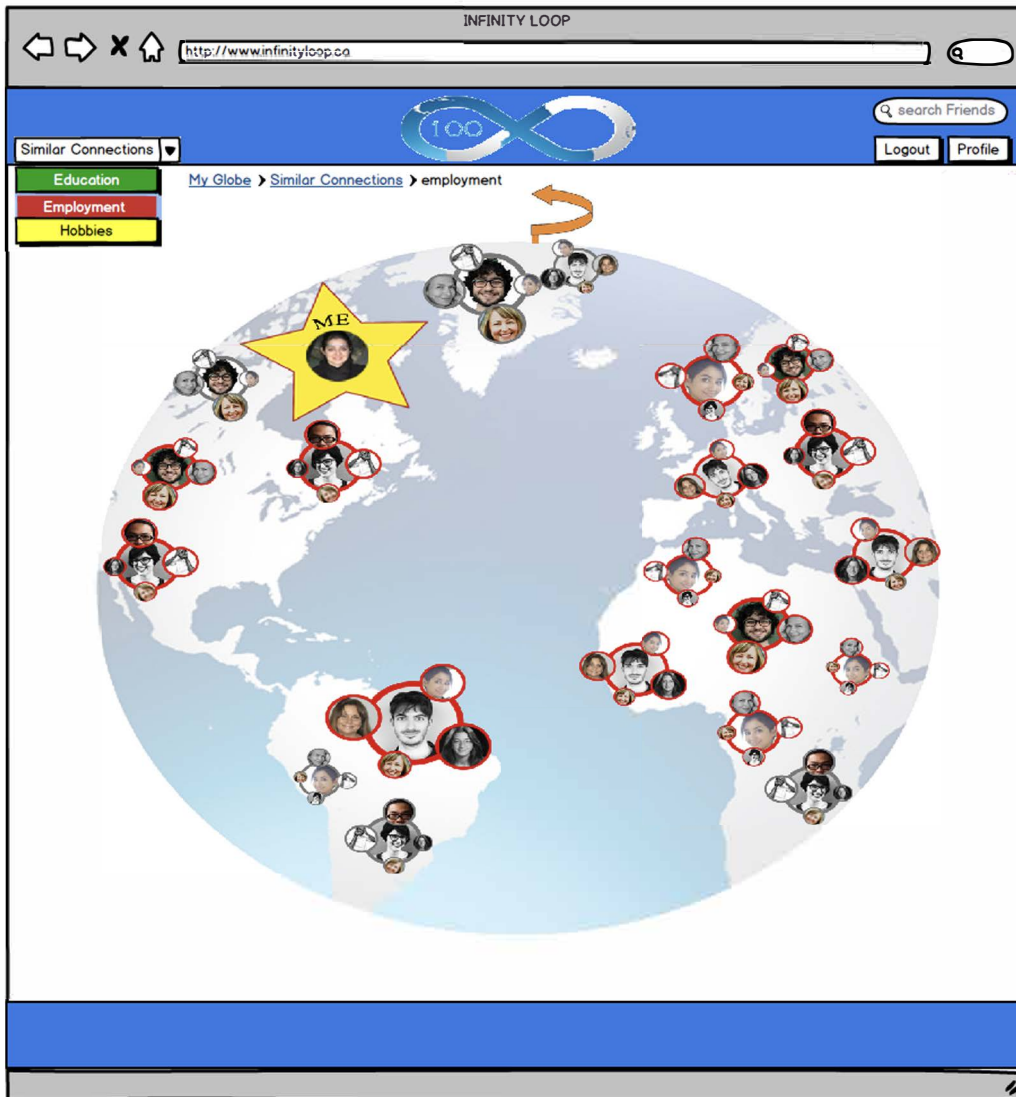 INFINITY LOOP
http://www.infinityloop.ca
100
search Friends
Similar Connections
Logout
Profile
Education
Employment
Hobbies
My Globe > Similar Connections > employment
ME